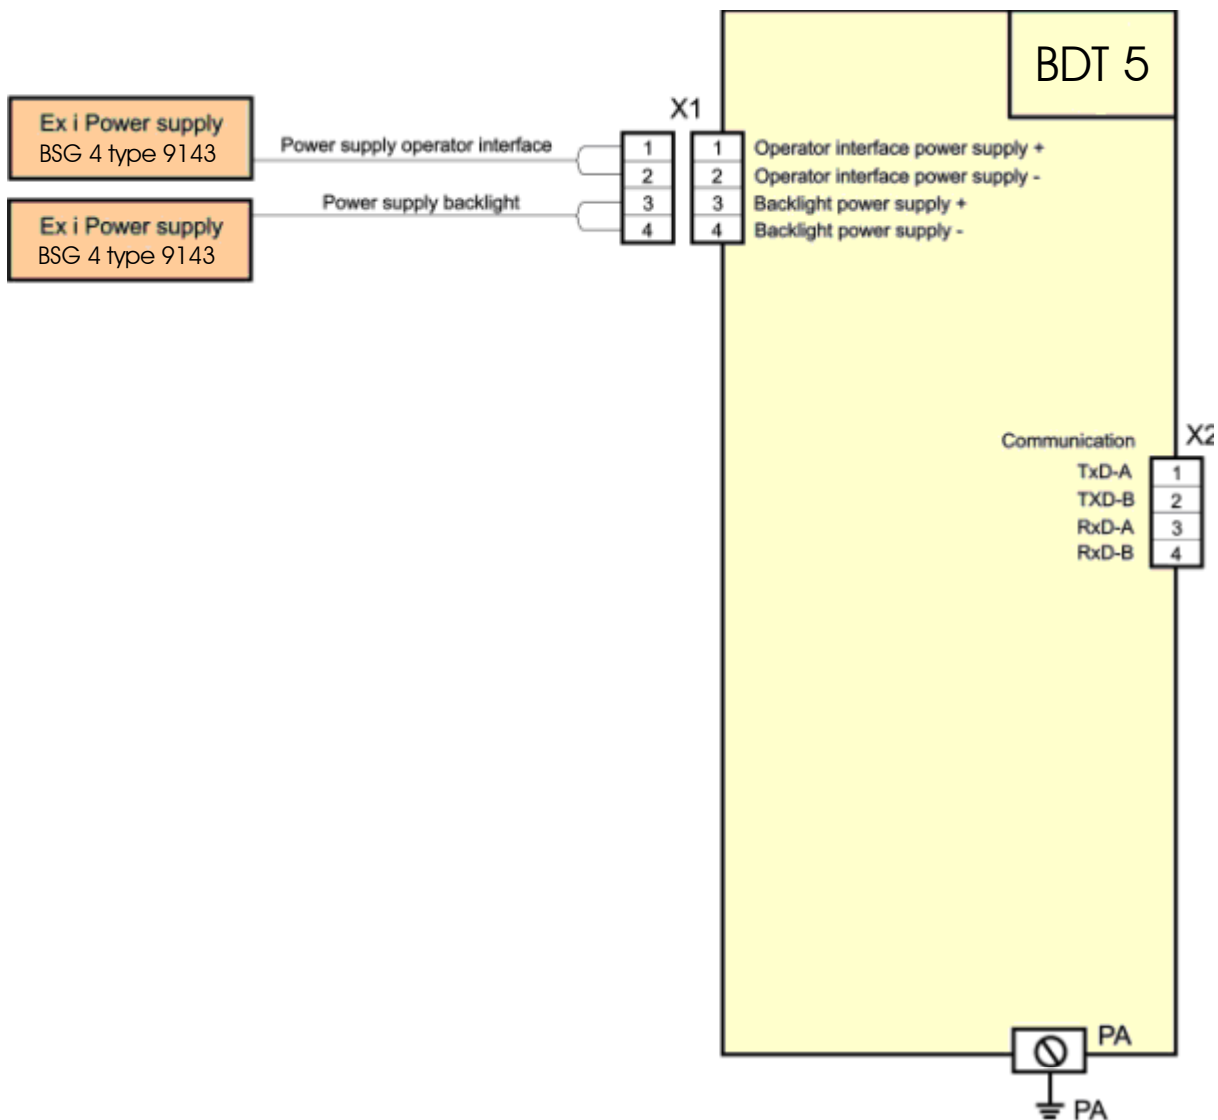 BDT 5
X1
Ex i Power supply
BSG 4 type 9143
Power supply operator interface
1
2
3
4
1
2
3
4
Operator interface power supply +
Operator interface power supply -
Backlight power supply +
Backlight power supply -
Power supply backlight
Ex i Power supply
BSG 4 type 9143
Communication
X2
TxD-A
1
TXD-B
2
RxD-A
3
RxD-B
4
PA
PA